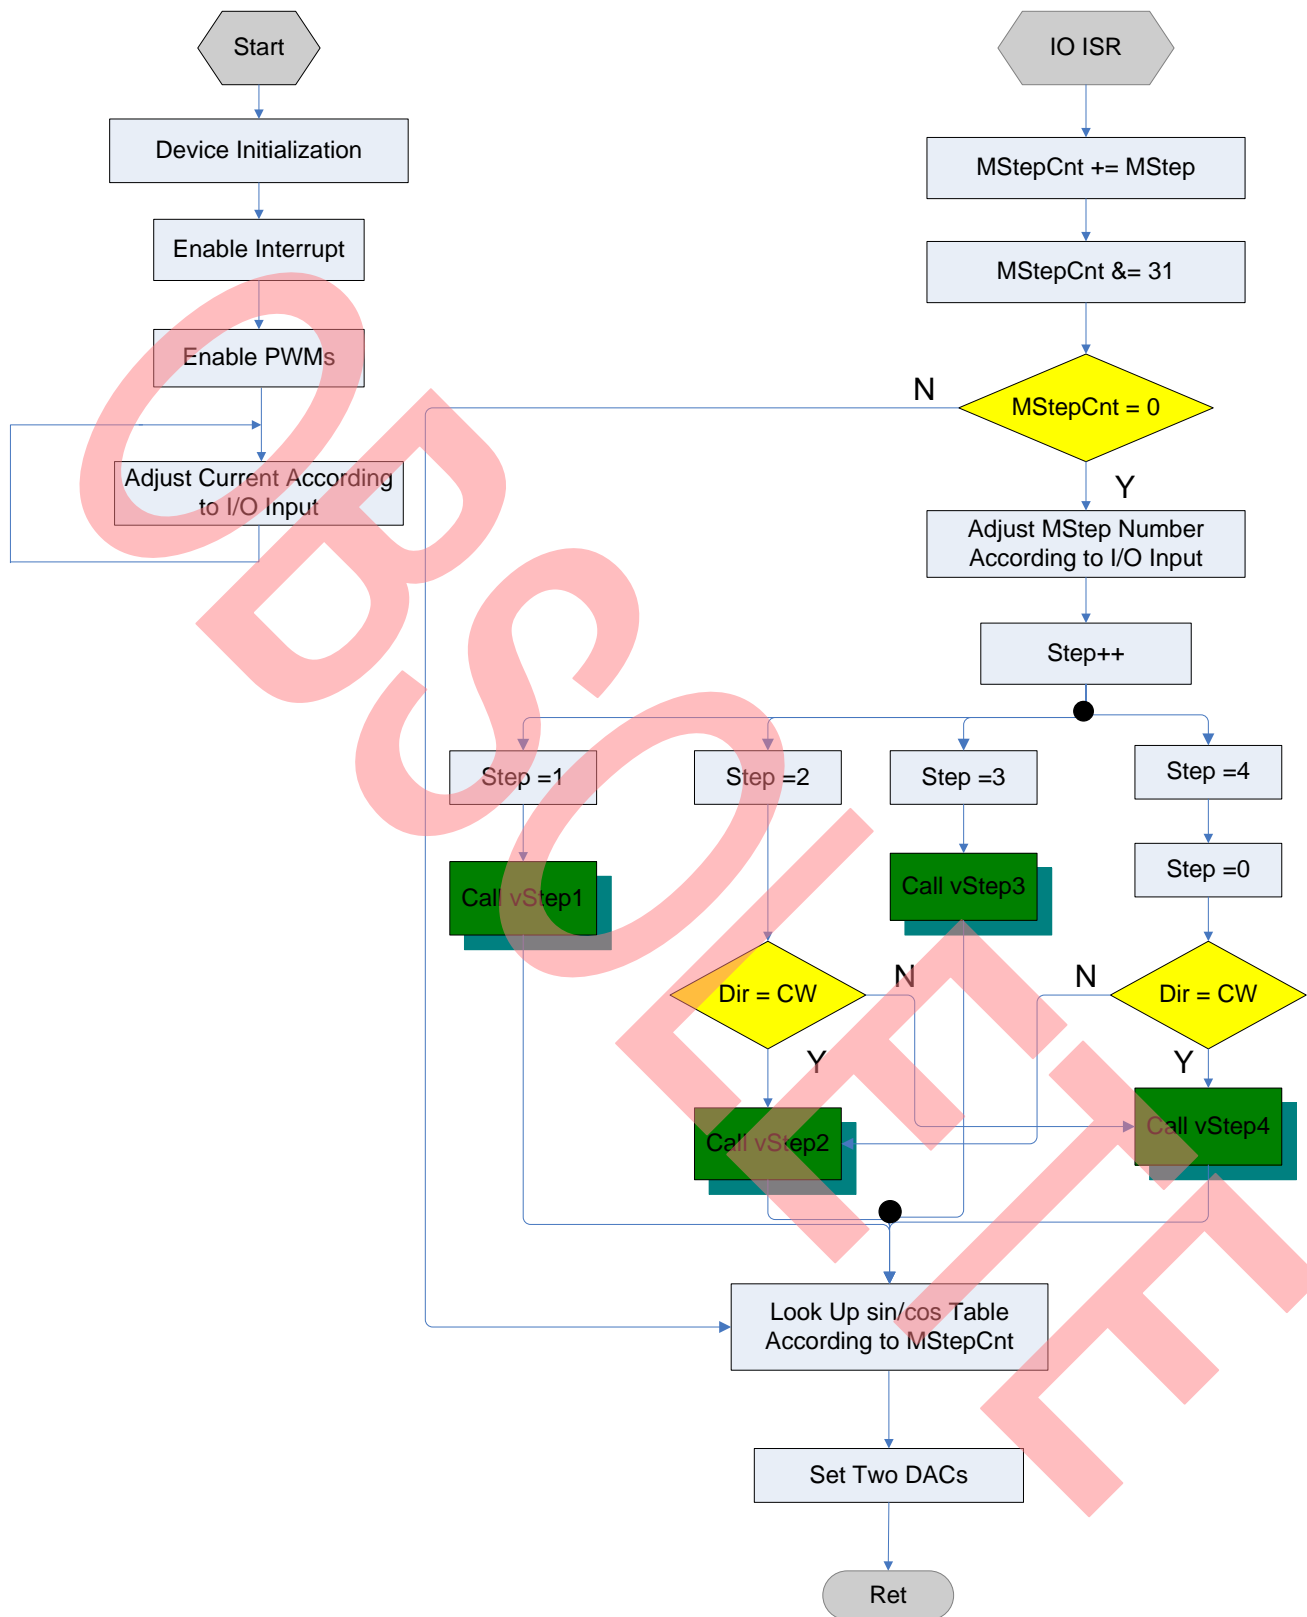 Start
Device Initialization
Enable Interrupt
Enable PWMs
Adjust Current According
to I/O Input
IO ISR
MStepCnt += MStep
MStepCnt &= 31
MStepCnt = 0
N
Y
Adjust MStep Number
According to I/O Input
Step++
Step =1
Step =2
Step =3
Step =4
Call vStep1
Call vStep3
Step =0
Dir = CW
N
N
Dir = CW
Y
Y
Call vStep2
Call vStep4
Look Up sin/cos Table
According to MStepCnt
Set Two DACs
Ret
OBSOLETE